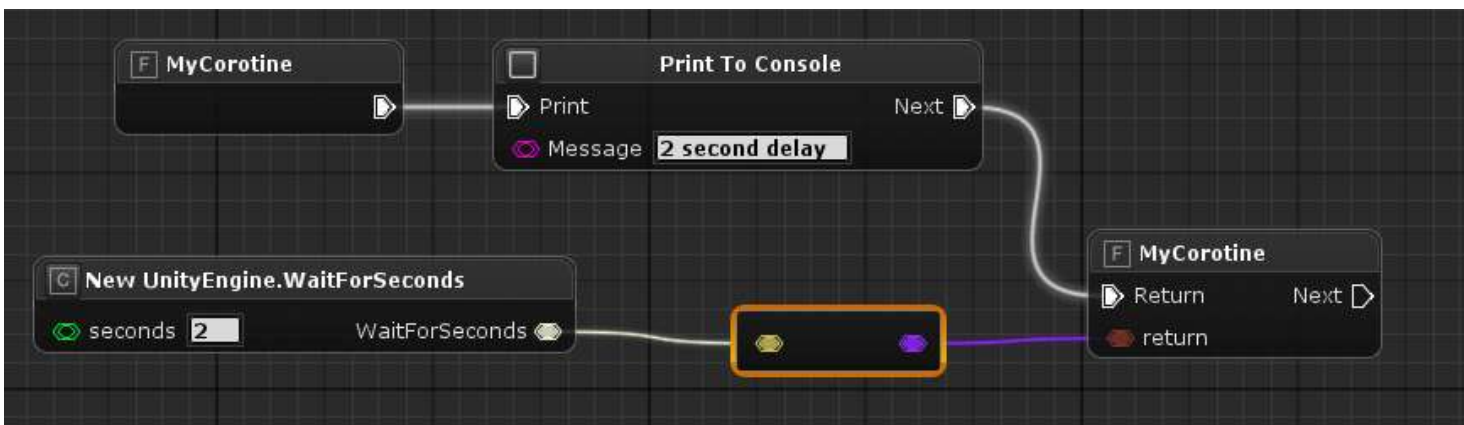 F MyCorotine
Print To Console
Print Next
Message 2 second delay
C New UnityEngine.WaitForSeconds
seconds 2 WaitForSeconds
F MyCorotine
Return Next
return